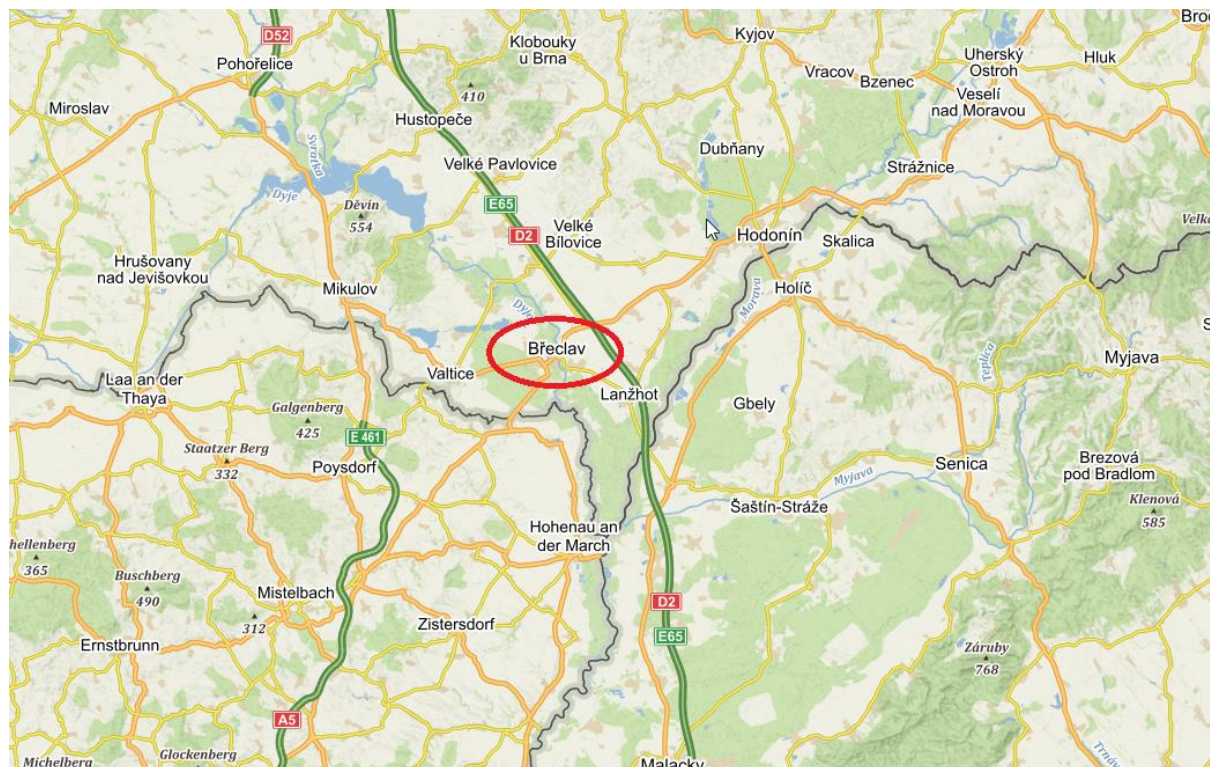 D52
Pohořelice
Klobouky
u Brna
Kyjov
Uherský
Ostroh
Hluk
Miroslav
410
Vracov
Bzenec
Veselí
nad Moravou
Hustopeče
Svratka
Dubňany
Velké Pavlovice
Strážnice
Dyje
Děvín
554
E65
D2
Velké
Bílovice
Hodonín
Skalica
Hrušovany
nad Jevišovkou
Mikulov
Dyje
Morava
Holíč
Břeclav
Teplica
Myjava
Valtice
Laa an der
Thaya
Lanžhot
Gbely
Galgenberg
425
E 461
Staatzer Berg
332
Poysdorf
Senica
Brezová
pod Bradlom
Myjava
Klenová
585
Šaštín-Stráže
Hohenau an
der March
365
Buschberg
490
Mistelbach
D2
312
Zistersdorf
E65
Ernstbrunn
Záruby
768
A5
Glockenberg
Michelberg
Malacky